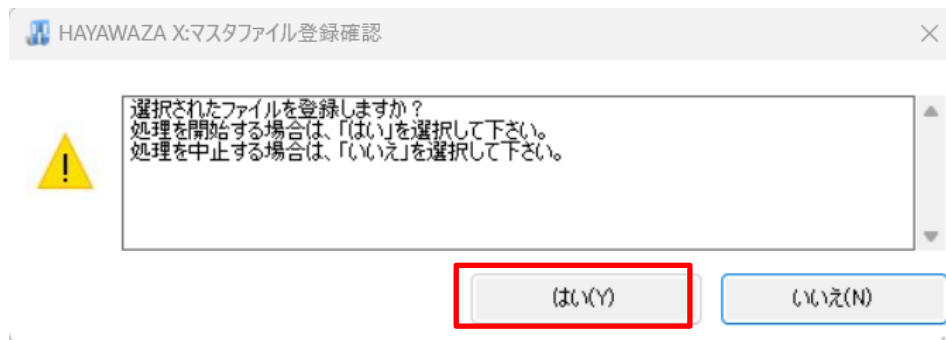 HAYAWAZA X:マスタファイル登録確認
選択されたファイルを登録しますか?
処理を開始する場合は、「はい」を選択して下さい。
処理を中止する場合は、「いいえ」を選択して下さい。
はい(Y)
いいえ(N)